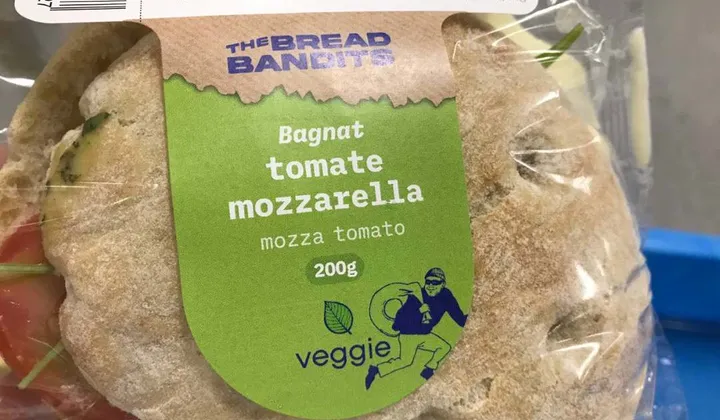 THE BREAD
BANDITS
Bagnat
tomate
mozzarella
mozza tomato
200g
veggie